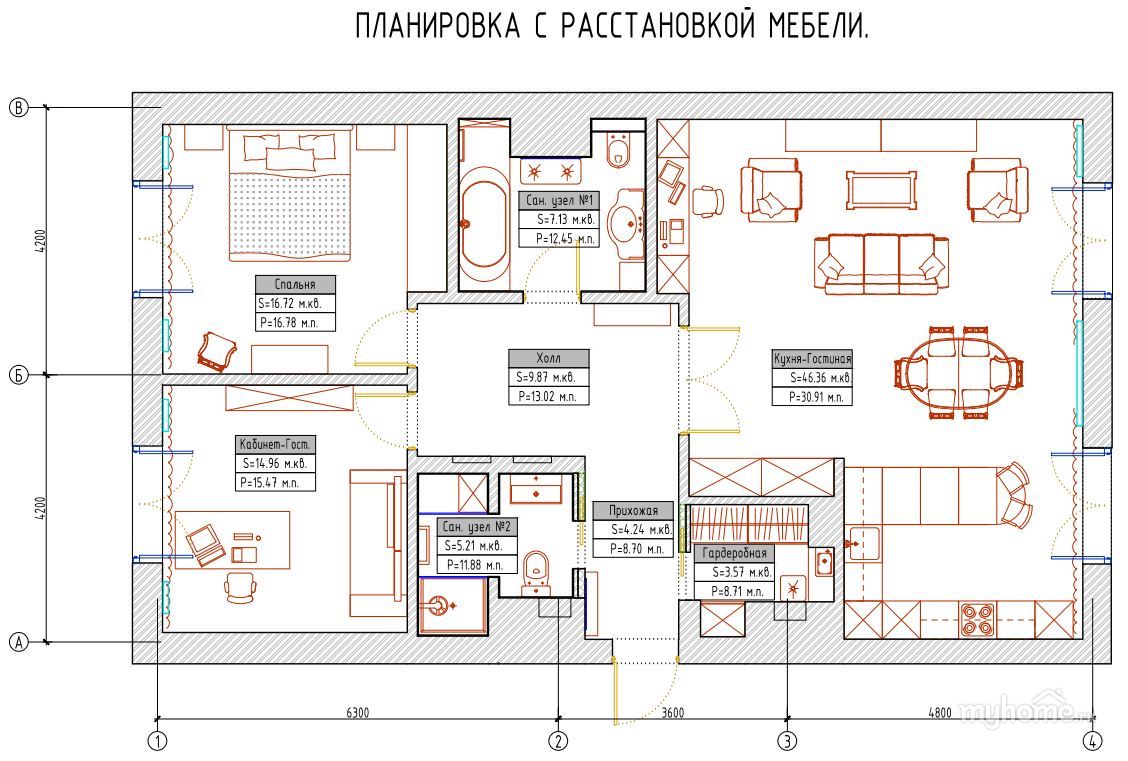 ПЛАНИРОВКА С РАССТАНОВКОЙ МЕБЕЛИ.
В
Сан. узел №1
S=7.13 м.кв.
P=12.45 м.п.
4200
Спальня
S=16.72 м.кв.
P=16.78 м.п.
Холл
S=9.87 м.кв.
P=13.02 м.п.
Кухня-Гостиная
S=46.36 м.кв.
P=30.91 м.п.
Б
Кабинет-Гост.
S=14.96 м.кв.
P=15.47 м.п.
4200
Сан. узел №2
S=5.21 м.кв.
P=11.88 м.п.
Прихожая
S=4.24 м.кв.
P=8.70 м.п.
Гардеробная
S=3.57 м.кв.
P=8.71 м.п.
А
6300
3600
4800
myhome
1
2
3
4